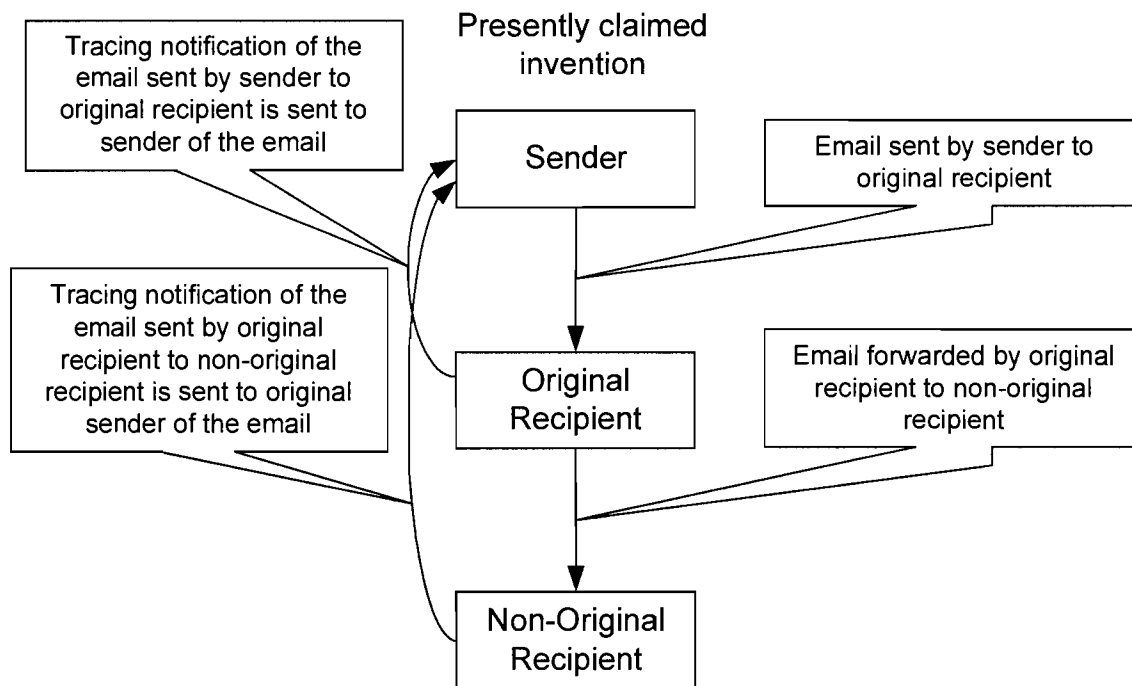 Presently claimed
invention
Tracing notification of the
email sent by sender to
original recipient is sent to
sender of the email
Sender
Email sent by sender to
original recipient
Tracing notification of the
email sent by original
recipient to non-original
recipient is sent to original
sender of the email
Original
Recipient
Email forwarded by original
recipient to non-original
recipient
Non-Original
Recipient